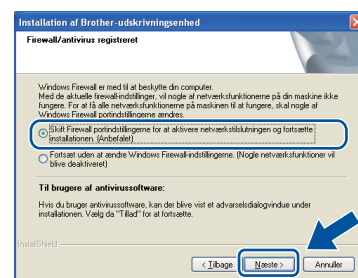 Installation af Brother-udskrivningsenhed
Firewall/antivirus registreret
Windows Firewall er med til at beskytte din computer.
Med de aktuelle firewall-indstillinger, vil nogle af netværksfunktionerne på din maskine ikke
fungere. For at få alle netværksfunktionerne på maskinen til at fungere, skal nogle af
Windows Firewall portindstillingerne ændres.
Skift Firewall portindstillingerne for at aktivere netværkstilslutningen og fortsætte
installationen. (Anbefalet)
Fortsæt uden at ændre Windows Firewall-indstillingerne. (Nogle netværksfunktioner vil
blive deaktiveret)
Til brugere af antivirussoftware:
Hvis du bruger antivirussoftware, kan der blive vist et advarselsdialogvindue under
installationen. Vælg da "Tillad" for at fortsætte.
InstallShield
< Tilbage Næste > Annuller